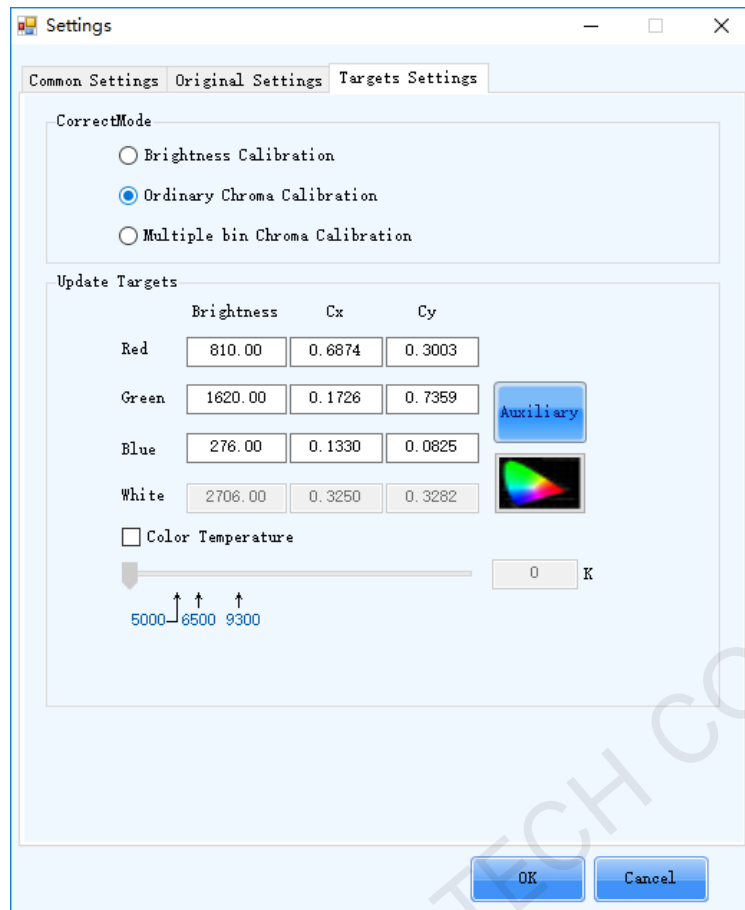 Settings
Common Settings Original Settings Targets Settings
CorrectMode
Brightness Calibration
Ordinary Chroma Calibration
Multiple bin Chroma Calibration
Update Targets
Brightness Cx Cy
Red 810.00 0.6874 0.3003
Green 1620.00 0.1726 0.7359
Auxiliary
Blue 276.00 0.1330 0.0825
White 2706.00 0.3250 0.3282
Color Temperature
0 K
5000 6500 9300
TECH CO
OK Cancel